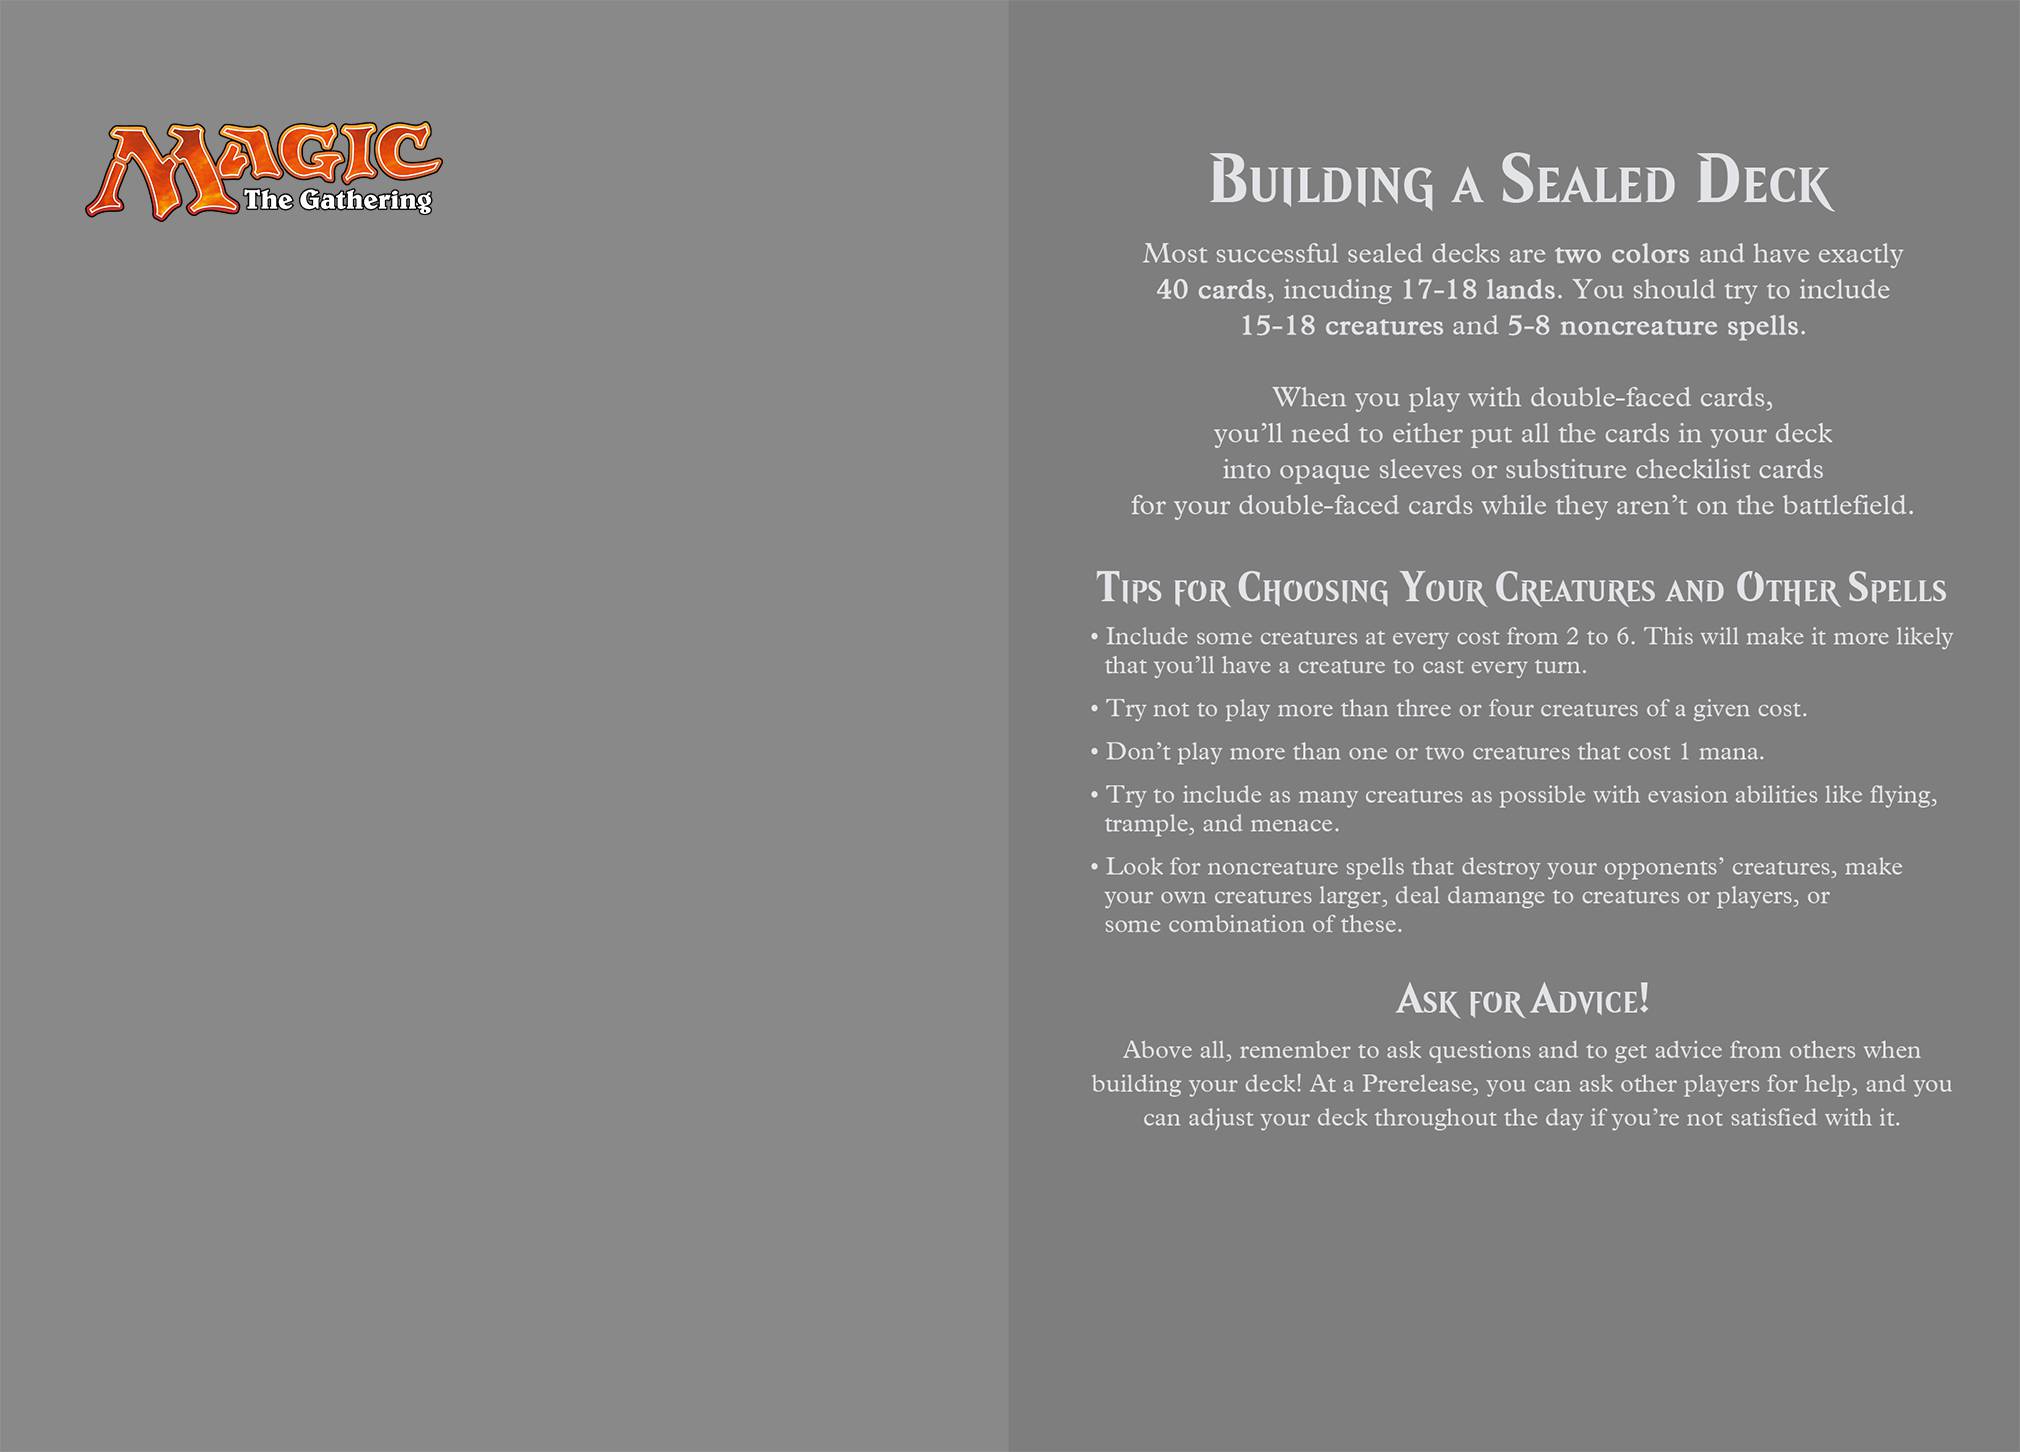 MAGIC
The Gathering
Building a Sealed Deck
Most successful sealed decks are two colors and have exactly
40 cards, incuding 17-18 lands. You should try to include
15-18 creatures and 5-8 noncreature spells.
When you play with double-faced cards,
you'll need to either put all the cards in your deck
into opaque sleeves or substiture checkilist cards
for your double-faced cards while they aren't on the battlefield.
Tips for Choosing Your Creatures and Other Spells
• Include some creatures at every cost from 2 to 6. This will make it more likely
that you'll have a creature to cast every turn.
• Try not to play more than three or four creatures of a given cost.
• Don't play more than one or two creatures that cost 1 mana.
• Try to include as many creatures as possible with evasion abilities like flying,
trample, and menace.
• Look for noncreature spells that destroy your opponents' creatures, make
your own creatures larger, deal damange to creatures or players, or
some combination of these.
Ask for Advice!
Above all, remember to ask questions and to get advice from others when
building your deck! At a Prerelease, you can ask other players for help, and you
can adjust your deck throughout the day if you're not satisfied with it.